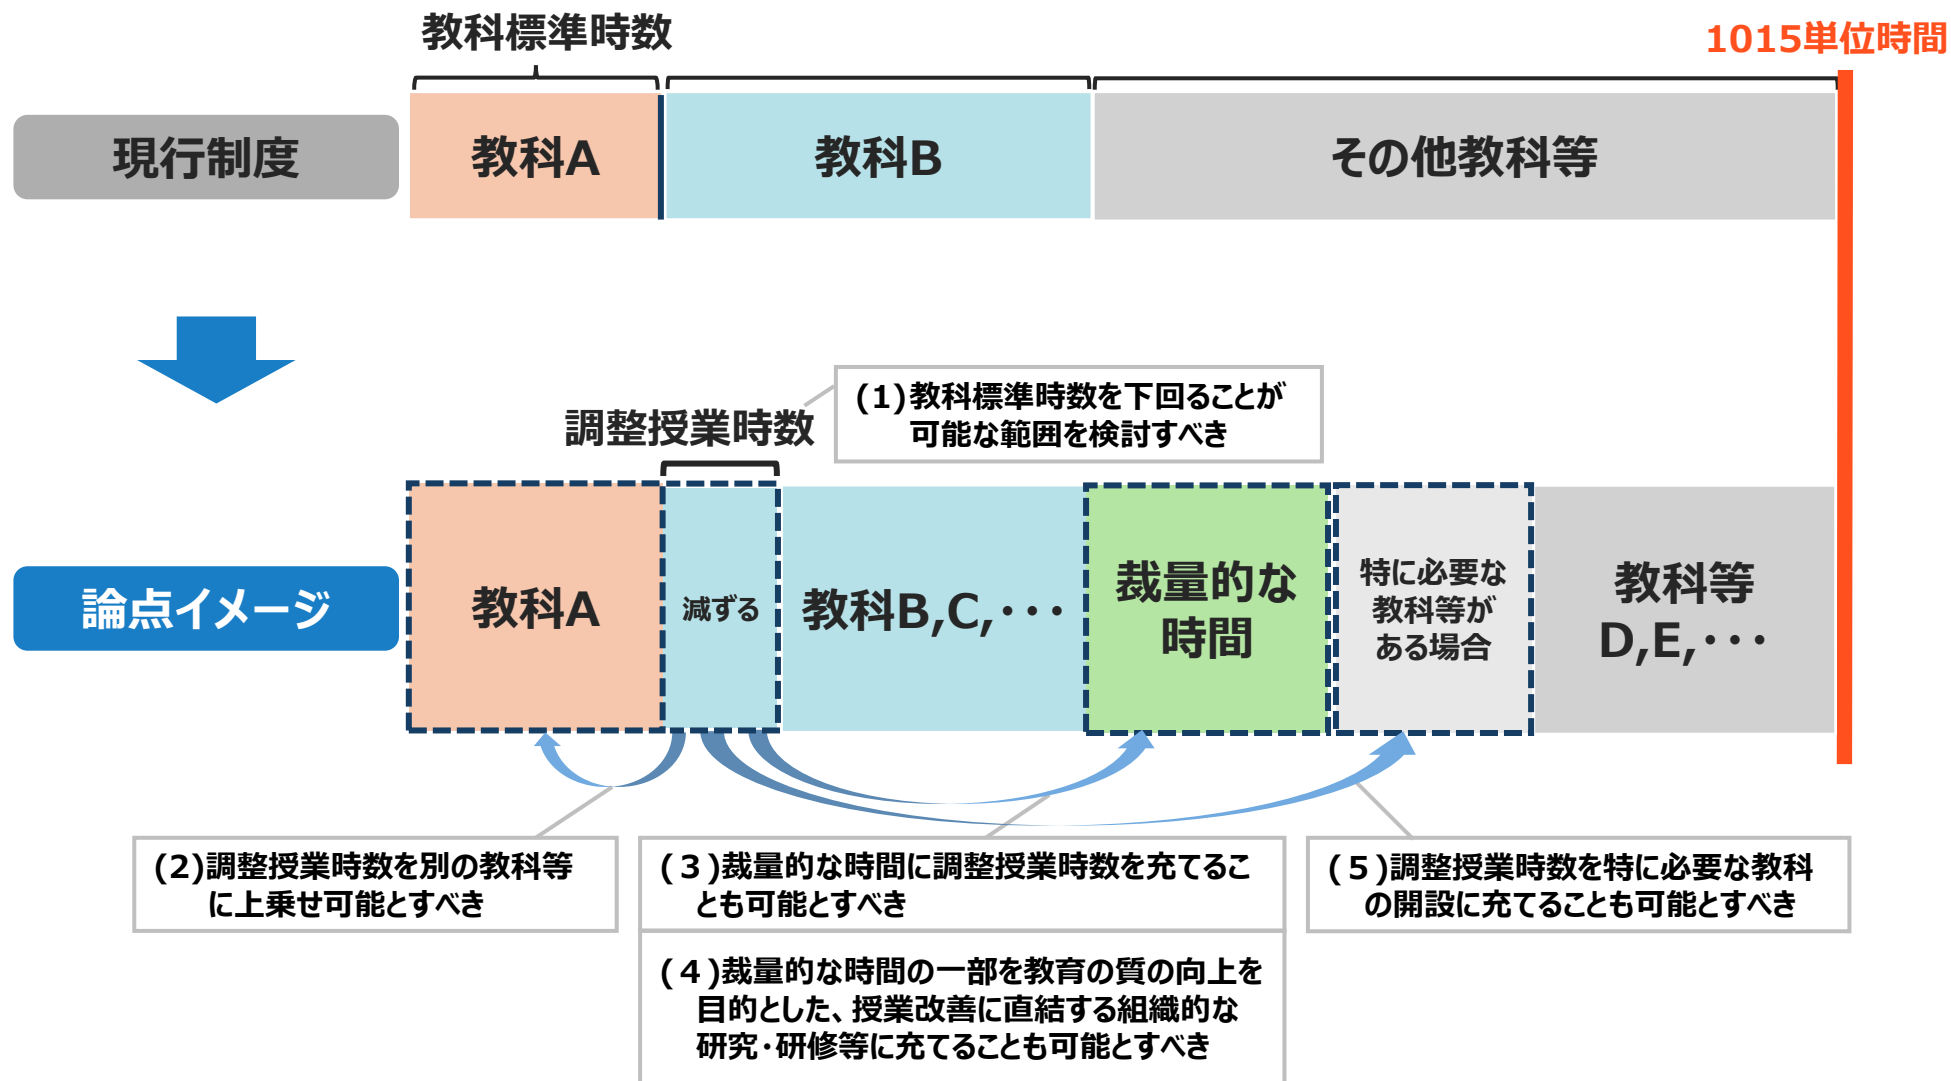 教科標準時数
1015単位時間
現行制度
教科A
教科B
その他教科等
(1)教科標準時数を下回ることが
可能な範囲を検討すべき
調整授業時数
論点イメージ
教科A
減ずる
教科B,C,・・・
裁量的な
時間
特に必要な
教科等が
ある場合
教科等
D,E,・・・
(2)調整授業時数を別の教科等
に上乗せ可能とすべき
(３)裁量的な時間に調整授業時数を充てるこ
とも可能とすべき
(４)裁量的な時間の一部を教育の質の向上を
目的とした、授業改善に直結する組織的な
研究・研修等に充てることも可能とすべき
(５)調整授業時数を特に必要な教科
の開設に充てることも可能とすべき